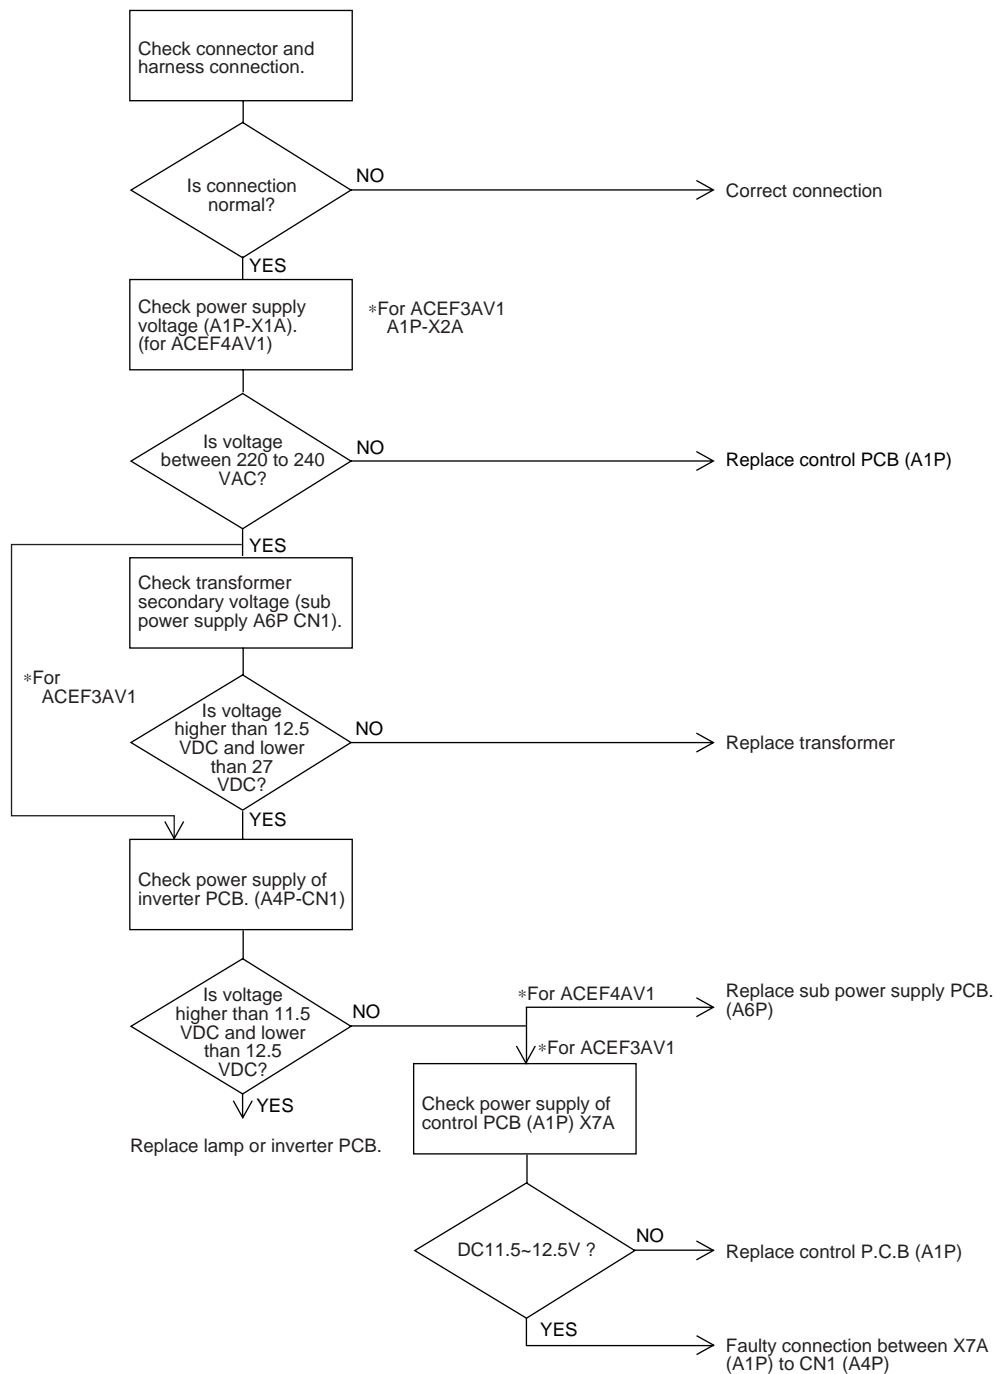 Check connector and
harness connection.
Is connection
normal?
NO
Correct connection
YES
Check power supply
voltage (A1P-X1A).
(for ACEF4AV1)
*For ACEF3AV1
A1P-X2A
Is voltage
between 220 to 240
VAC?
NO
Replace control PCB (A1P)
YES
Check transformer
secondary voltage (sub
power supply A6P CN1).
*For
ACEF3AV1
Is voltage
higher than 12.5
VDC and lower
than 27
VDC?
NO
Replace transformer
YES
Check power supply of
inverter PCB. (A4P-CN1)
Is voltage
higher than 11.5
VDC and lower
than 12.5
VDC?
NO
*For ACEF4AV1
Replace sub power supply PCB.
(A6P)
*For ACEF3AV1
YES
Replace lamp or inverter PCB.
Check power supply of
control PCB (A1P) X7A
DC11.5~12.5V ?
NO
Replace control P.C.B (A1P)
YES
Faulty connection between X7A
(A1P) to CN1 (A4P)